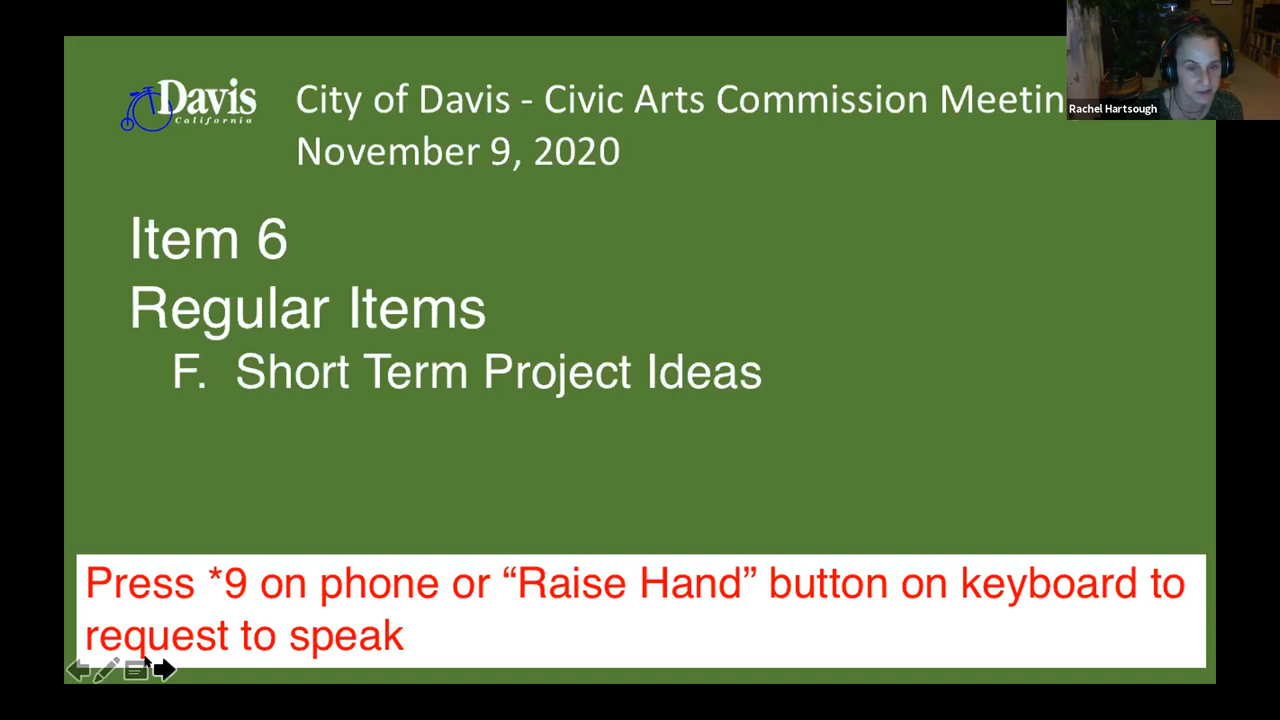 Davis
California
City of Davis - Civic Arts Commission Meetin
November 9, 2020
Rachel Hartsough
Item 6
Regular Items
F. Short Term Project Ideas
Press *9 on phone or “Raise Hand” button on keyboard to
request to speak